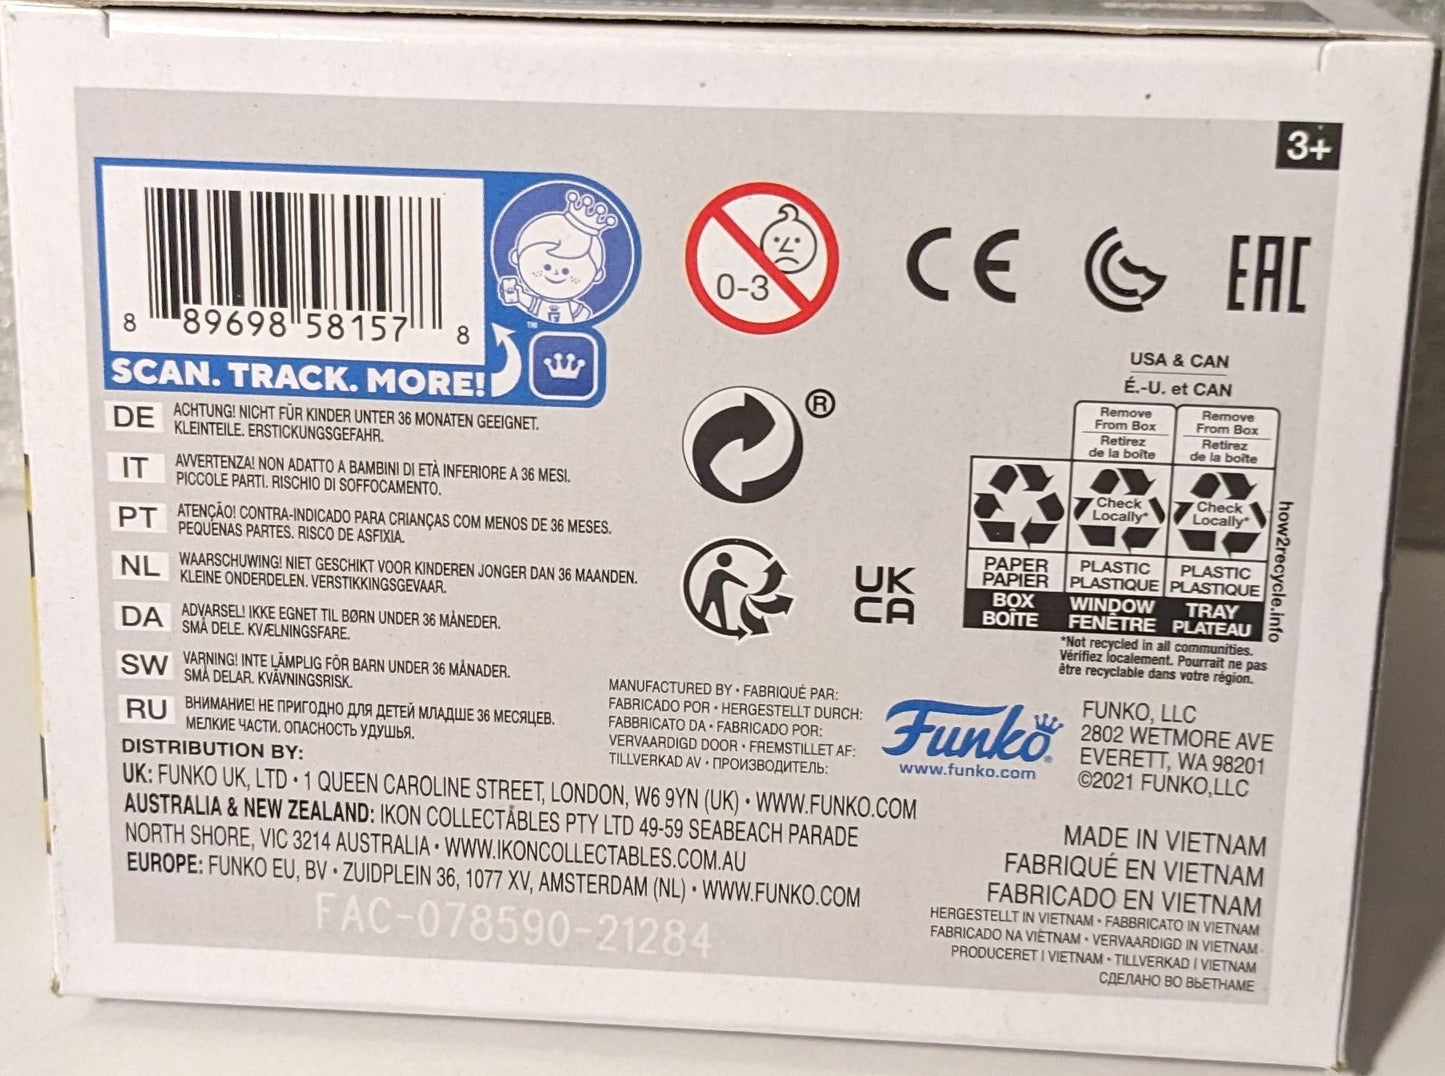 3+
8 89698 58157 8
™
SCAN. TRACK. MORE!
0-3
CE
EAC
®
UK
CA
DE ACHTUNG! NICHT FÜR KINDER UNTER 36 MONATEN GEEIGNET.
KLEINTEILE. ERSTICKUNGSGEFAHR.
IT AVVERTENZA! NON ADATTO A BAMBINI DI ETÀ INFERIORE A 36 MESI.
PICCOLE PARTI. RISCHIO DI SOFFOCAMENTO.
PT ATENÇÃO! CONTRA-INDICADO PARA CRIANÇAS COM MENOS DE 36 MESES.
PEQUENAS PARTES. RISCO DE ASFIXIA.
NL WAARSCHUWING! NIET GESCHIKT VOOR KINDEREN JONGER DAN 36 MAANDEN.
KLEINE ONDERDELEN. VERSTIKKINGSGEVAAR.
DA ADVARSEL! IKKE EGNET TIL BØRN UNDER 36 MÅNEDER.
SMÅ DELE. KVÆLNINGSFARE.
SW VARNING! INTE LÄMPLIG FÖR BARN UNDER 36 MÅNADER.
SMÅ DELAR. KVÄVNINGSRISK.
RU ВНИМАНИЕ! НЕ ПРИГОДНО ДЛЯ ДЕТЕЙ МЛАДШЕ 36 МЕСЯЦЕВ.
МЕЛКИЕ ЧАСТИ. ОПАСНОСТЬ УДУШЬЯ.
USA & CAN
É.-U. et CAN
Remove From Box Retirez de la boîte
Remove From Box Retirez de la boîte
Check Locally*
Check Locally*
PAPER PAPIER
PLASTIC PLASTIQUE
PLASTIC PLASTIQUE
BOX BOÎTE
WINDOW FENÊTRE
TRAY PLATEAU
how2recycle.info
*Not recycled in all communities.
Vérifiez localement. Pourrait ne pas
être recyclable dans votre région.
MANUFACTURED BY • FABRIQUÉ PAR:
FABRICADO POR • HERGESTELLT DURCH:
FABBRICATO DA • FABRICADO POR:
VERVAARDIGD DOOR • FREMSTILLET AF:
TILLVERKAD AV • ПРОИЗВОДИТЕЛЬ:
Funko®
www.funko.com
FUNKO, LLC
2802 WETMORE AVE
EVERETT, WA 98201
©2021 FUNKO,LLC
DISTRIBUTION BY:
UK: FUNKO UK, LTD • 1 QUEEN CAROLINE STREET, LONDON, W6 9YN (UK) • WWW.FUNKO.COM
AUSTRALIA & NEW ZEALAND: IKON COLLECTABLES PTY LTD 49-59 SEABEACH PARADE
NORTH SHORE, VIC 3214 AUSTRALIA • WWW.IKONCOLLECTABLES.COM.AU
EUROPE: FUNKO EU, BV • ZUIDPLEIN 36, 1077 XV, AMSTERDAM (NL) • WWW.FUNKO.COM
FAC-078590-21284
MADE IN VIETNAM
FABRIQUÉ EN VIETNAM
FABRICADO EN VIETNAM
HERGESTELLT IN VIETNAM • FABBRICATO IN VIETNAM
FABRICADO NA VIETNAM • VERVAARDIGD IN VIETNAM
PRODUCERET I VIETNAM • TILLVERKAD I VIETNAM
СДЕЛАНО ВО ВЬЕТНАМЕ